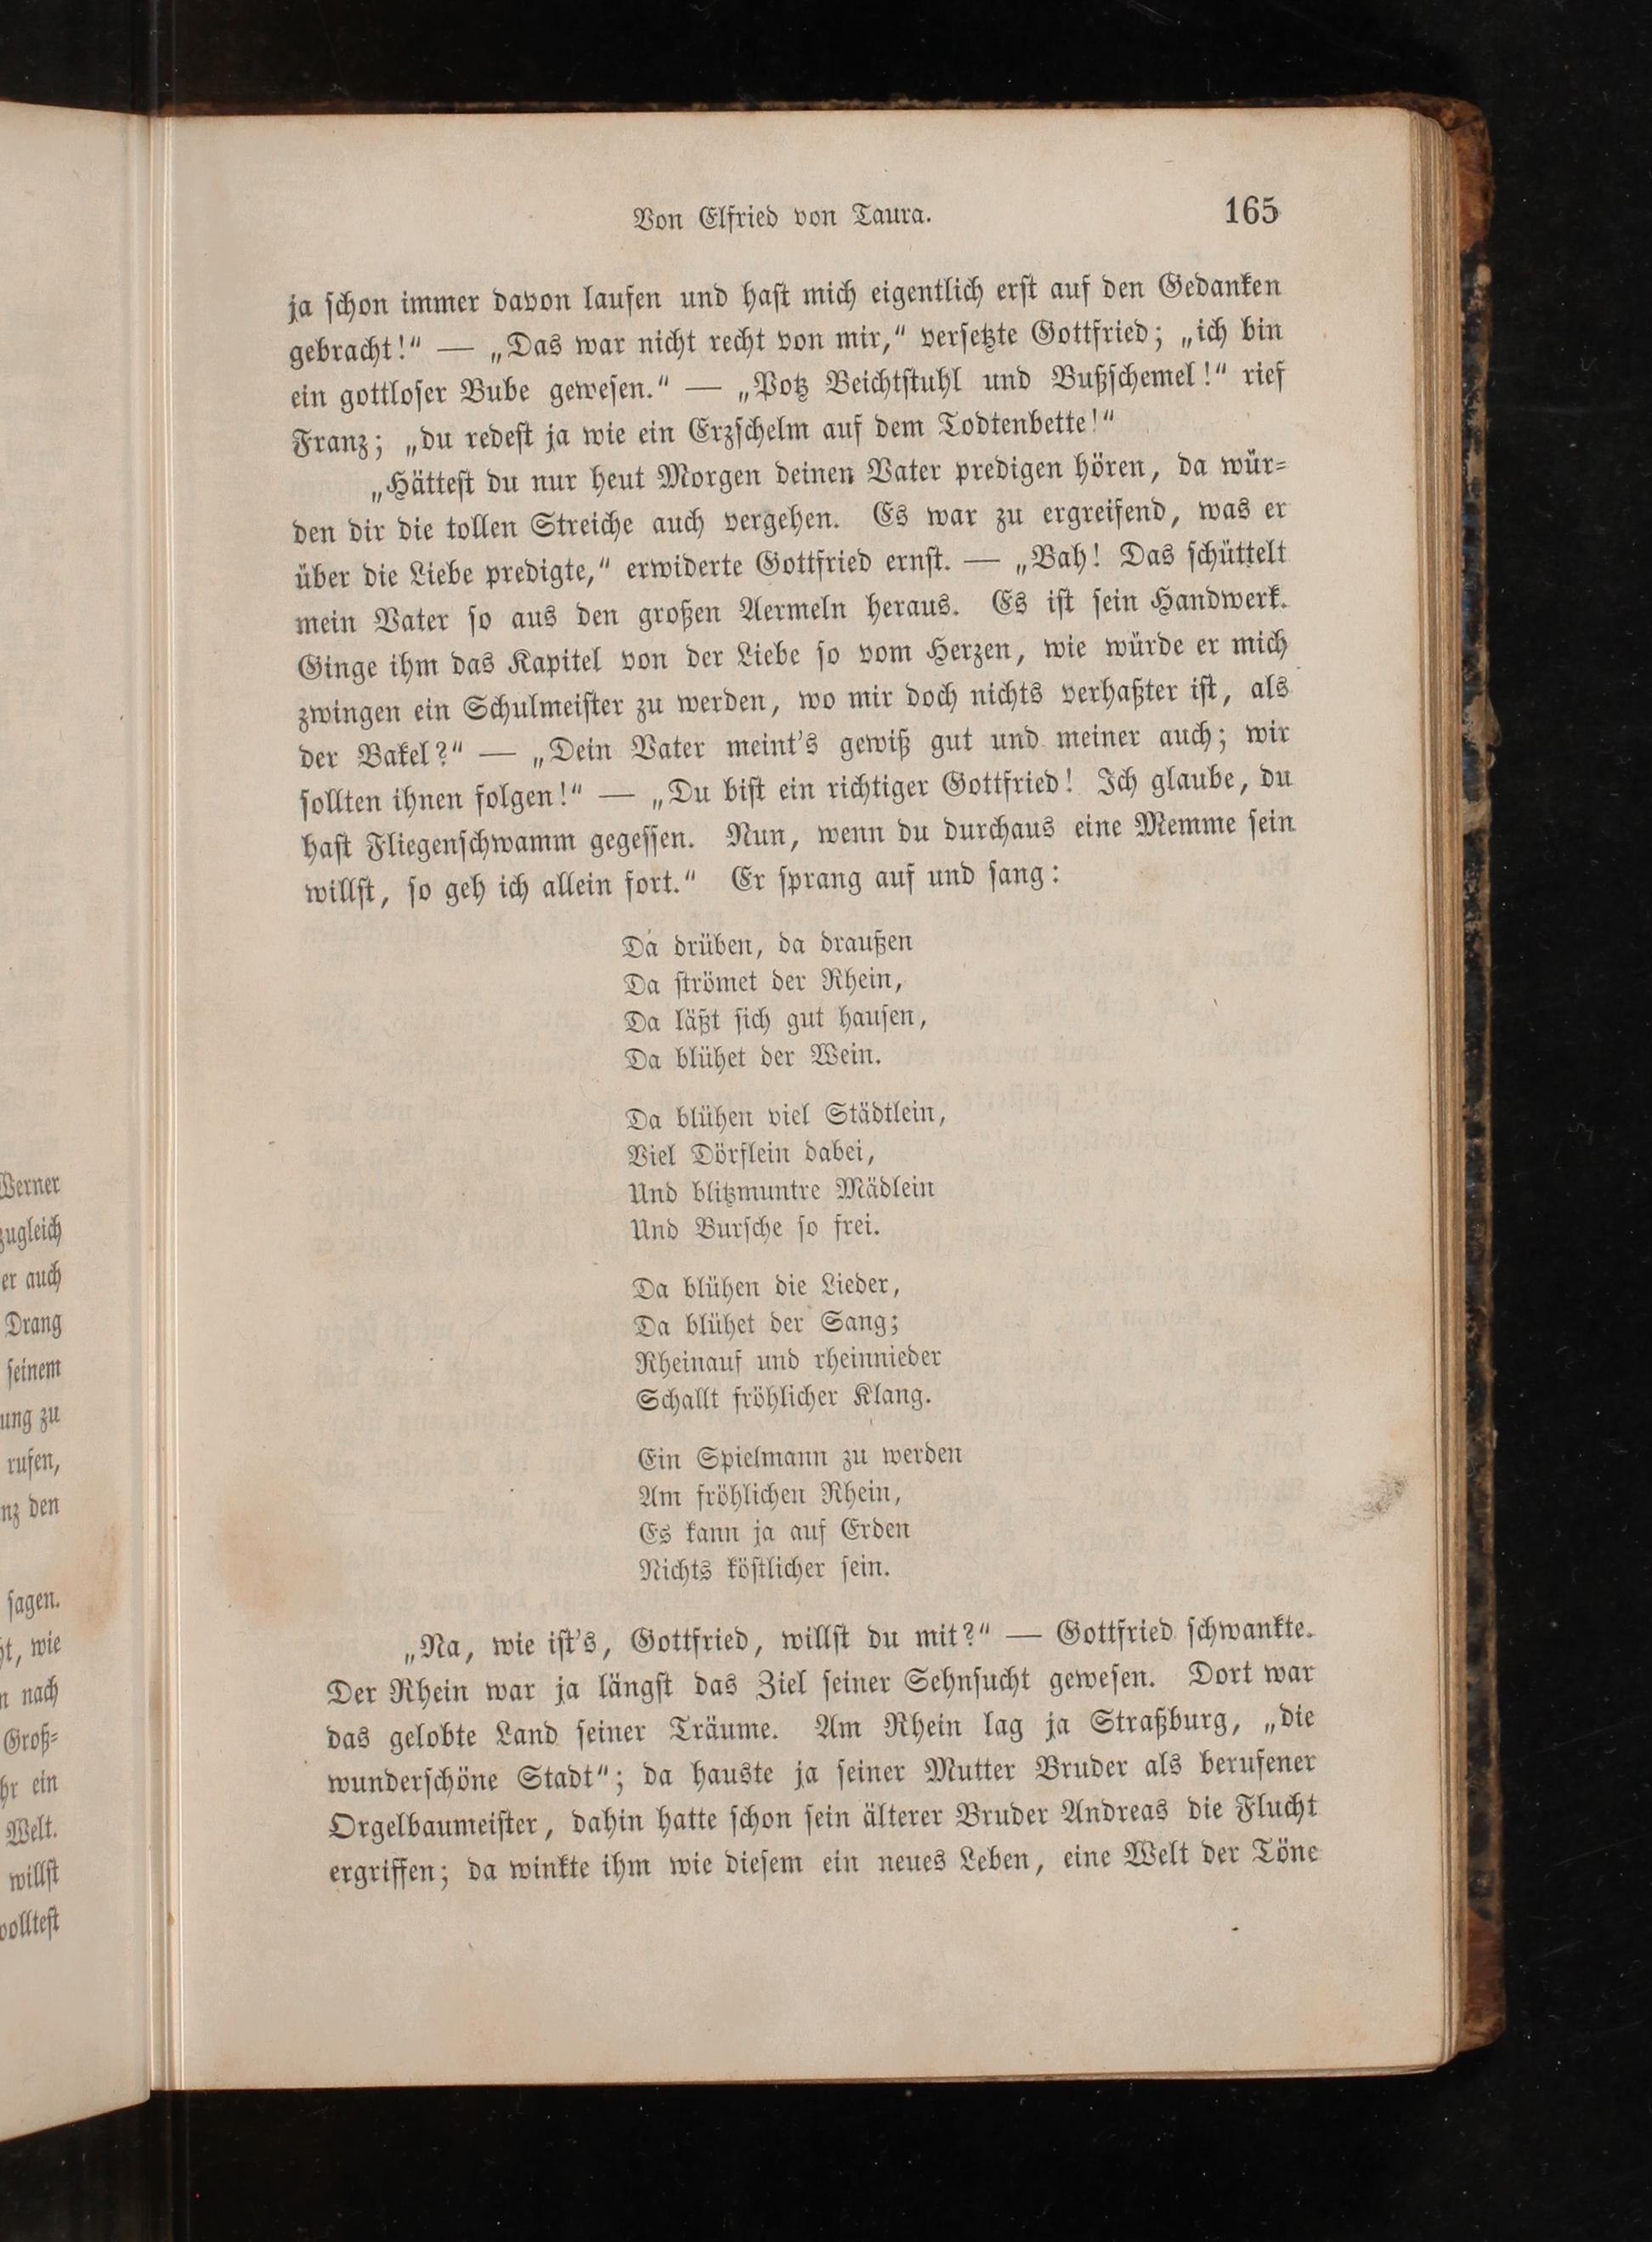 Von Elfried von Taura.
165
ja schon immer davon laufen und hast mich eigentlich erst auf den Gedanken
gebracht!“ — „Das war nicht recht von mir,“ versetzte Gottfried; „ich bin
ein gottloser Bube gewesen.“ — „Potz Beichtstuhl und Bußschemel!“ rief
Franz; „du redest ja wie ein Erzschelm auf dem Todtenbette!“
„Hättest du nur heut Morgen deinen Vater predigen hören, da wür-
den dir die tollen Streiche auch vergehen. Es war zu ergreifend, was er
über die Liebe predigte,“ erwiderte Gottfried ernst. — „Bah! Das schüttelt
mein Vater so aus den großen Aermeln heraus. Es ist sein Handwerk.
Ginge ihm das Kapitel von der Liebe so vom Herzen, wie würde er mich
zwingen ein Schulmeister zu werden, wo mir doch nichts verhaßter ist, als
der Bakel?“ — „Dein Vater meint's gewiß gut und meiner auch; wir
sollten ihnen folgen!“ — „Du bist ein richtiger Gottfried! Ich glaube, du
hast Fliegenschwamm gegessen. Nun, wenn du durchaus eine Memme sein
willst, so geh ich allein fort.“ Er sprang auf und sang:
Da drüben, da draußen
Da strömet der Rhein,
Da läßt sich gut hausen,
Da blühet der Wein.
Da blühen viel Städtlein,
Viel Dörflein dabei,
Und blitzmuntre Mädlein
Und Bursche so frei.
Da blühen die Lieder,
Da blühet der Sang;
Rheinauf und rheinnieder
Schallt fröhlicher Klang.
Ein Spielmann zu werden
Am fröhlichen Rhein,
Es kann ja auf Erden
Nichts köstlicher sein.
„Na, wie ist's, Gottfried, willst du mit?“ — Gottfried schwankte.
Der Rhein war ja längst das Ziel seiner Sehnsucht gewesen. Dort war
das gelobte Land seiner Träume. Am Rhein lag ja Straßburg, „die
wunderschöne Stadt“; da hauste ja seiner Mutter Bruder als berufener
Orgelbaumeister, dahin hatte schon sein älterer Bruder Andreas die Flucht
ergriffen; da winkte ihm wie diesem ein neues Leben, eine Welt der Töne